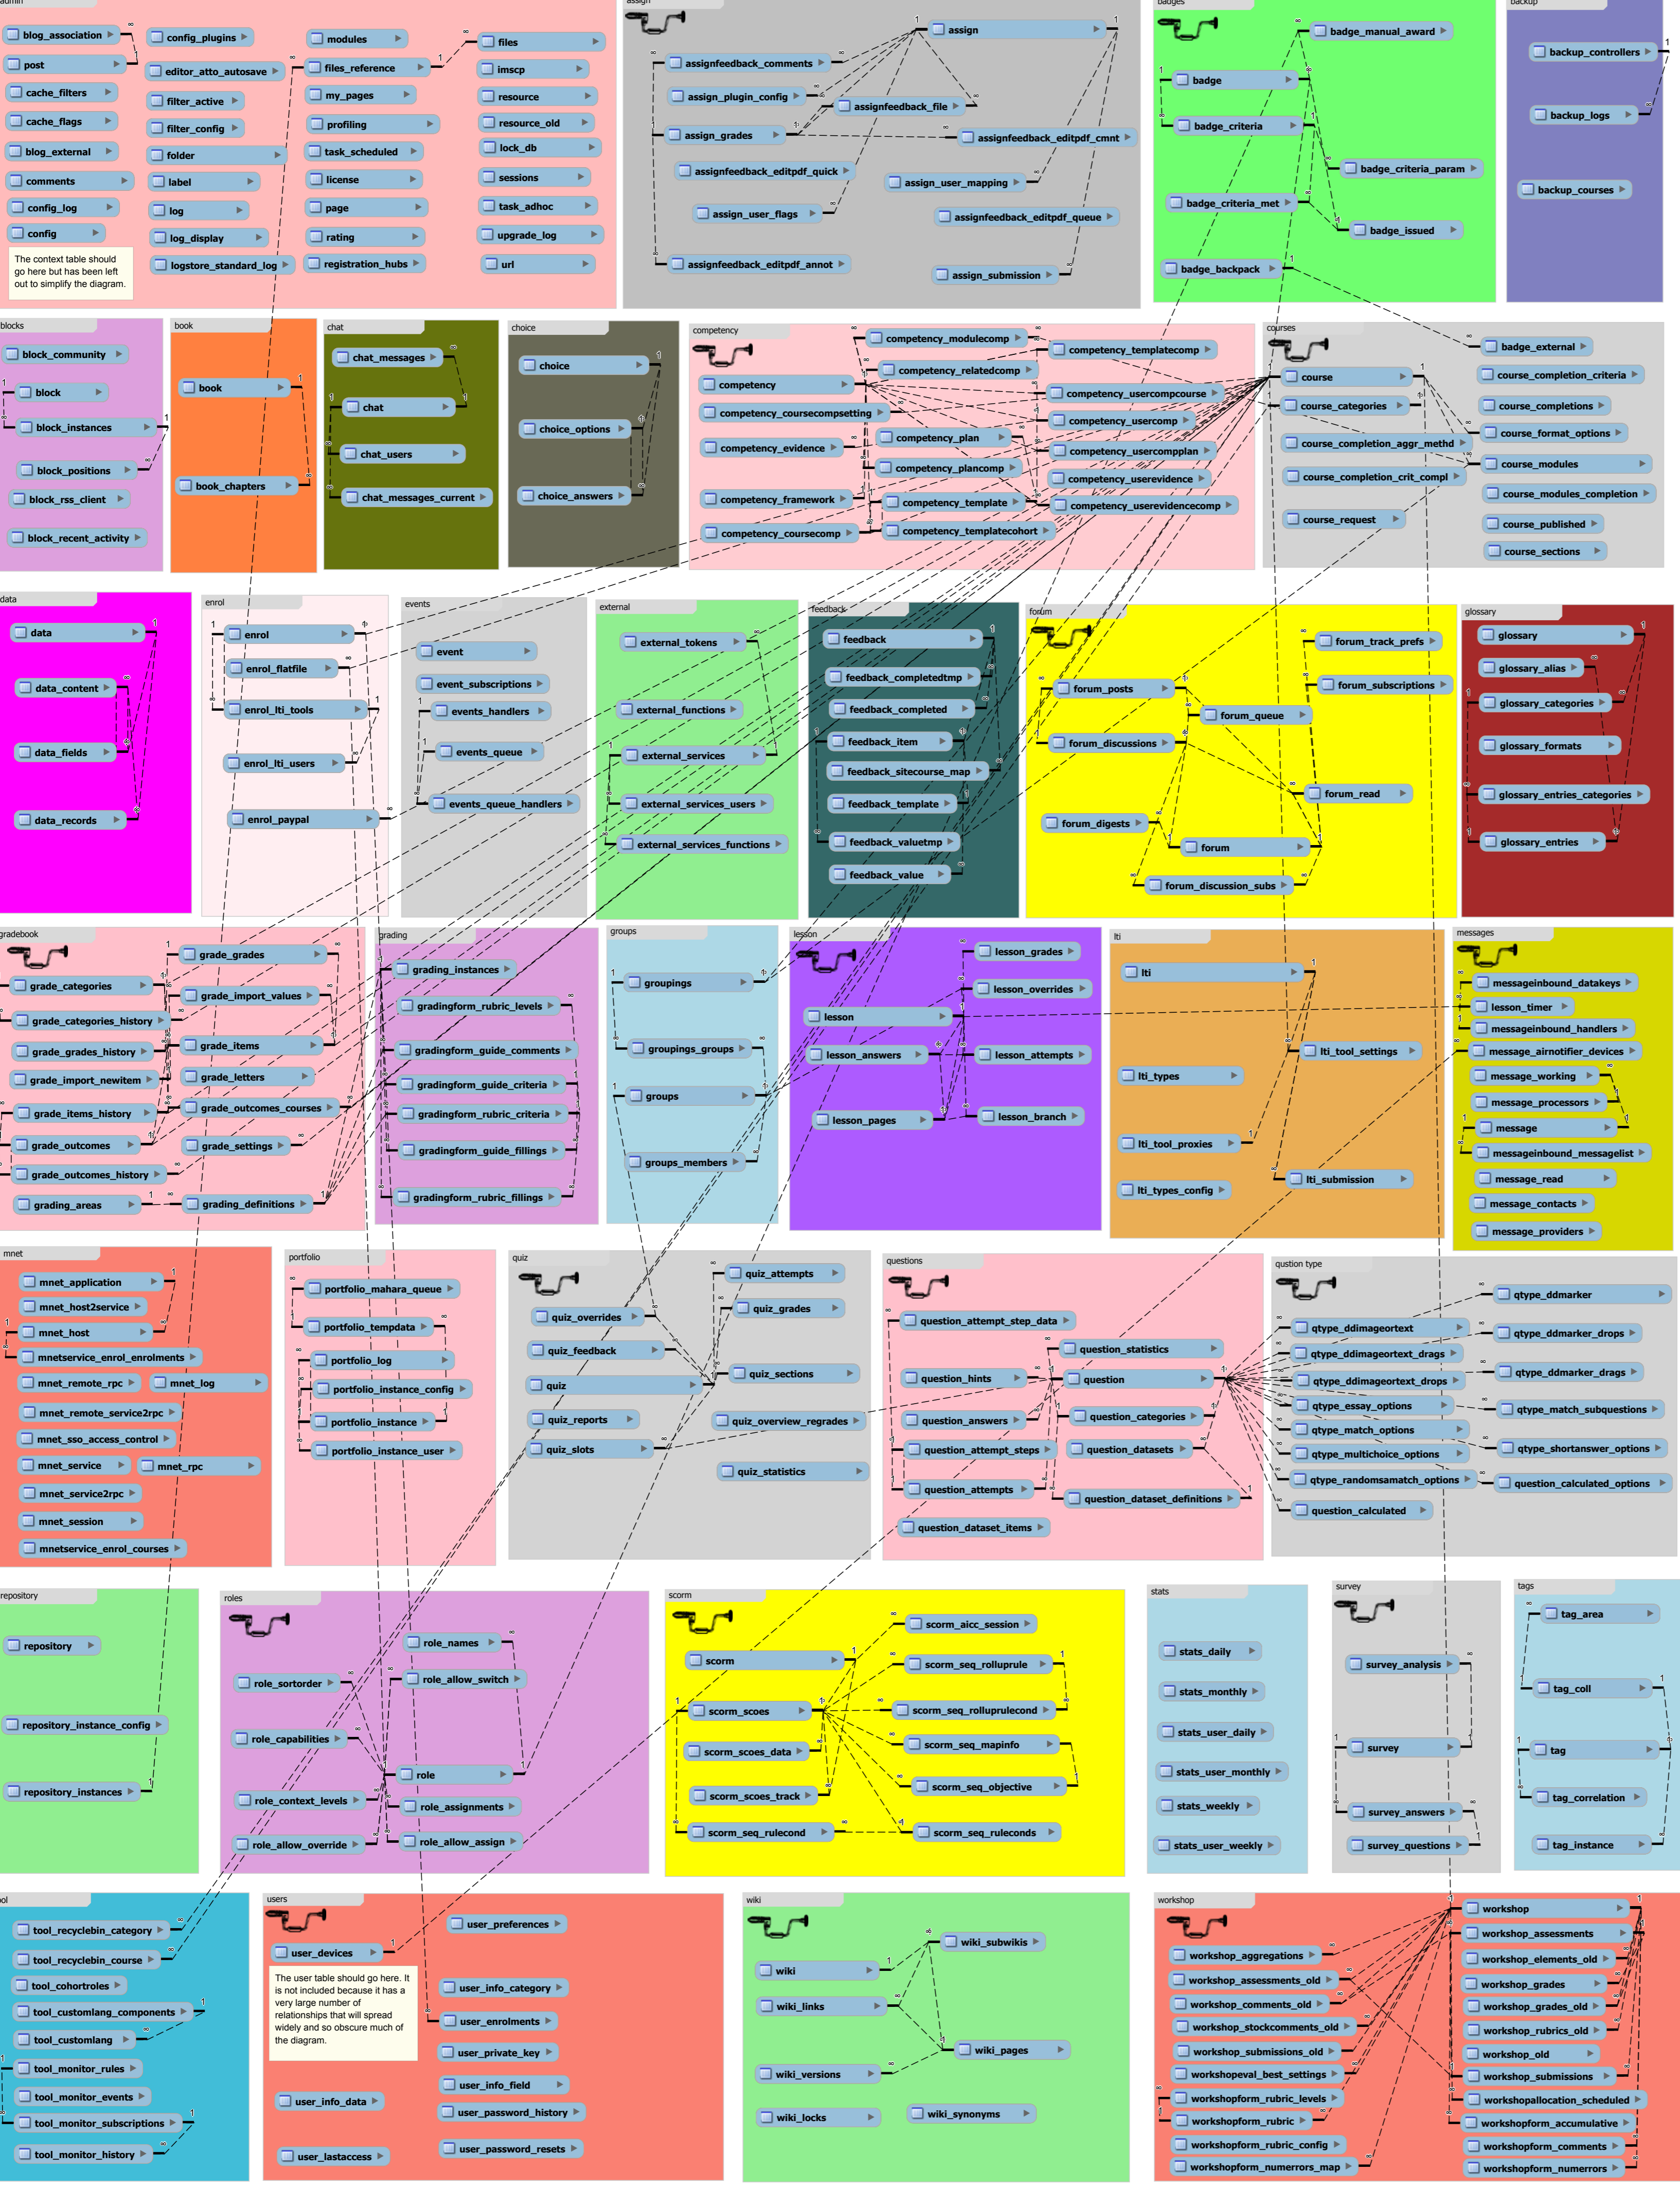 admin
blog_association
post
cache_filters
cache_flags
blog_external
comments
config_log
config
The context table should
go here but has been left
out to simplify the diagram.
config_plugins
editor_atto_autosave
filter_active
filter_config
folder
label
log
log_display
logstore_standard_log
modules
files_reference
my_pages
profiling
task_scheduled
license
page
rating
registration_hubs
files
imscp
resource
resource_old
lock_db
sessions
task_adhoc
upgrade_log
url
assign
assign
assignfeedback_comments
assign_plugin_config
assignfeedback_file
assign_grades
assignfeedback_editpdf_cmnt
assignfeedback_editpdf_quick
assign_user_mapping
assign_user_flags
assignfeedback_editpdf_queue
assignfeedback_editpdf_annot
assign_submission
badges
badge_manual_award
badge
badge_criteria
badge_criteria_param
badge_criteria_met
badge_issued
badge_backpack
backup
backup_controllers
backup_logs
backup_courses
blocks
block_community
block
block_instances
block_positions
block_rss_client
block_recent_activity
book
book
book_chapters
chat
chat_messages
chat
chat_users
chat_messages_current
choice
choice
choice_options
choice_answers
competency
competency_modulecomp
competency_templatecomp
competency_relatedcomp
competency
competency_usercompcourse
competency_coursecompsetting
competency_usercomp
competency_plan
competency_evidence
competency_usercompplan
competency_plancomp
competency_userevidence
competency_framework
competency_template
competency_userevidencecomp
competency_coursecomp
competency_templatecohort
courses
badge_external
course
course_completion_criteria
course_categories
course_completions
course_format_options
course_completion_aggr_methd
course_modules
course_completion_crit_compl
course_modules_completion
course_request
course_published
course_sections
data
data
data_content
data_fields
data_records
enrol
enrol
enrol_flatfile
enrol_lti_tools
enrol_lti_users
enrol_paypal
events
event
event_subscriptions
events_handlers
events_queue
events_queue_handlers
external
external_tokens
external_functions
external_services
external_services_users
external_services_functions
feedback
feedback
feedback_completedtmp
feedback_completed
feedback_item
feedback_sitecourse_map
feedback_template
feedback_valuetmp
feedback_value
forum
forum_track_prefs
forum_posts
forum_subscriptions
forum_queue
forum_discussions
forum_read
forum_digests
forum
forum_discussion_subs
glossary
glossary
glossary_alias
glossary_categories
glossary_formats
glossary_entries_categories
glossary_entries
gradebook
grade_grades
grade_categories
grade_import_values
grade_categories_history
grade_items
grade_grades_history
grade_letters
grade_import_newitem
grade_outcomes_courses
grade_items_history
grade_outcomes
grade_settings
grade_outcomes_history
grading_areas
grading_definitions
grading
grading_instances
gradingform_rubric_levels
gradingform_guide_comments
gradingform_guide_criteria
gradingform_rubric_criteria
gradingform_guide_fillings
gradingform_rubric_fillings
groups
groupings
groupings_groups
groups
groups_members
lesson
lesson_grades
lesson_overrides
lesson
lesson_answers
lesson_attempts
lesson_pages
lesson_branch
lti
lti
lti_tool_settings
lti_types
lti_tool_proxies
lti_submission
lti_types_config
messages
messageinbound_datakeys
lesson_timer
messageinbound_handlers
message_airnotifier_devices
message_working
message_processors
message
messageinbound_messagelist
message_read
message_contacts
message_providers
mnet
mnet_application
mnet_host2service
mnet_host
mnetservice_enrol_enrolments
mnet_remote_rpc
mnet_log
mnet_remote_service2rpc
mnet_sso_access_control
mnet_service
mnet_rpc
mnet_service2rpc
mnet_session
mnetservice_enrol_courses
portfolio
portfolio_mahara_queue
portfolio_tempdata
portfolio_log
portfolio_instance_config
portfolio_instance
portfolio_instance_user
quiz
quiz_attempts
quiz_overrides
quiz_grades
quiz_feedback
quiz_sections
quiz
quiz_reports
quiz_overview_regrades
quiz_slots
quiz_statistics
questions
question_attempt_step_data
question_statistics
question_hints
question
question_answers
question_categories
question_attempt_steps
question_datasets
question_attempts
question_dataset_definitions
question_dataset_items
qustion type
qtype_ddmarker
qtype_ddimageortext
qtype_ddmarker_drops
qtype_ddimageortext_drags
qtype_ddmarker_drags
qtype_ddimageortext_drops
qtype_essay_options
qtype_match_subquestions
qtype_match_options
qtype_shortanswer_options
qtype_multichoice_options
qtype_randomsamatch_options
question_calculated_options
question_calculated
repository
repository
repository_instance_config
repository_instances
roles
role_names
role_sortorder
role_allow_switch
role_capabilities
role
role_context_levels
role_assignments
role_allow_override
role_allow_assign
scorm
scorm_aicc_session
scorm
scorm_seq_rolluprule
scorm_scoes
scorm_seq_rolluprulecond
scorm_scoes_data
scorm_seq_mapinfo
scorm_scoes_track
scorm_seq_objective
scorm_seq_rulecond
scorm_seq_ruleconds
stats
stats_daily
stats_monthly
stats_user_daily
stats_user_monthly
stats_weekly
stats_user_weekly
survey
survey_analysis
survey
survey_answers
survey_questions
tags
tag_area
tag_coll
tag
tag_correlation
tag_instance
ool
tool_recyclebin_category
tool_recyclebin_course
tool_cohortroles
tool_customlang_components
tool_customlang
tool_monitor_rules
tool_monitor_events
tool_monitor_subscriptions
tool_monitor_history
users
user_preferences
user_devices
The user table should go here. It
is not included because it has a
very large number of
relationships that will spread
widely and so obscure much of
the diagram.
user_info_category
user_enrolments
user_private_key
user_info_field
user_info_data
user_password_history
user_password_resets
user_lastaccess
wiki
wiki_subwikis
wiki
wiki_links
wiki_pages
wiki_versions
wiki_locks
wiki_synonyms
workshop
workshop
workshop_assessments
workshop_aggregations
workshop_elements_old
workshop_assessments_old
workshop_grades
workshop_comments_old
workshop_grades_old
workshop_stockcomments_old
workshop_rubrics_old
workshop_submissions_old
workshop_old
workshopeval_best_settings
workshop_submissions
workshopform_rubric_levels
workshopallocation_scheduled
workshopform_rubric
workshopform_accumulative
workshopform_rubric_config
workshopform_comments
workshopform_numerrors_map
workshopform_numerrors